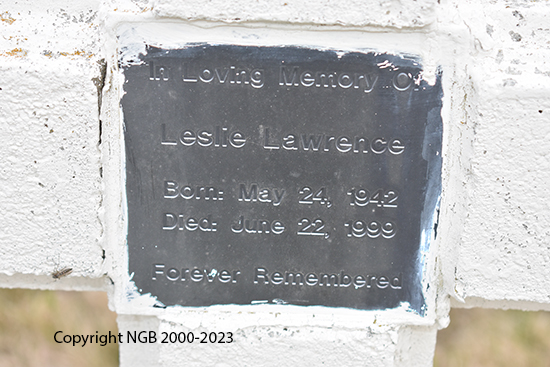 In Loving Memory Of
Leslie Lawrence
Born: May 24, 1942
Died: June 22, 1999
Forever Remembered
Copyright NGB 2000-2023